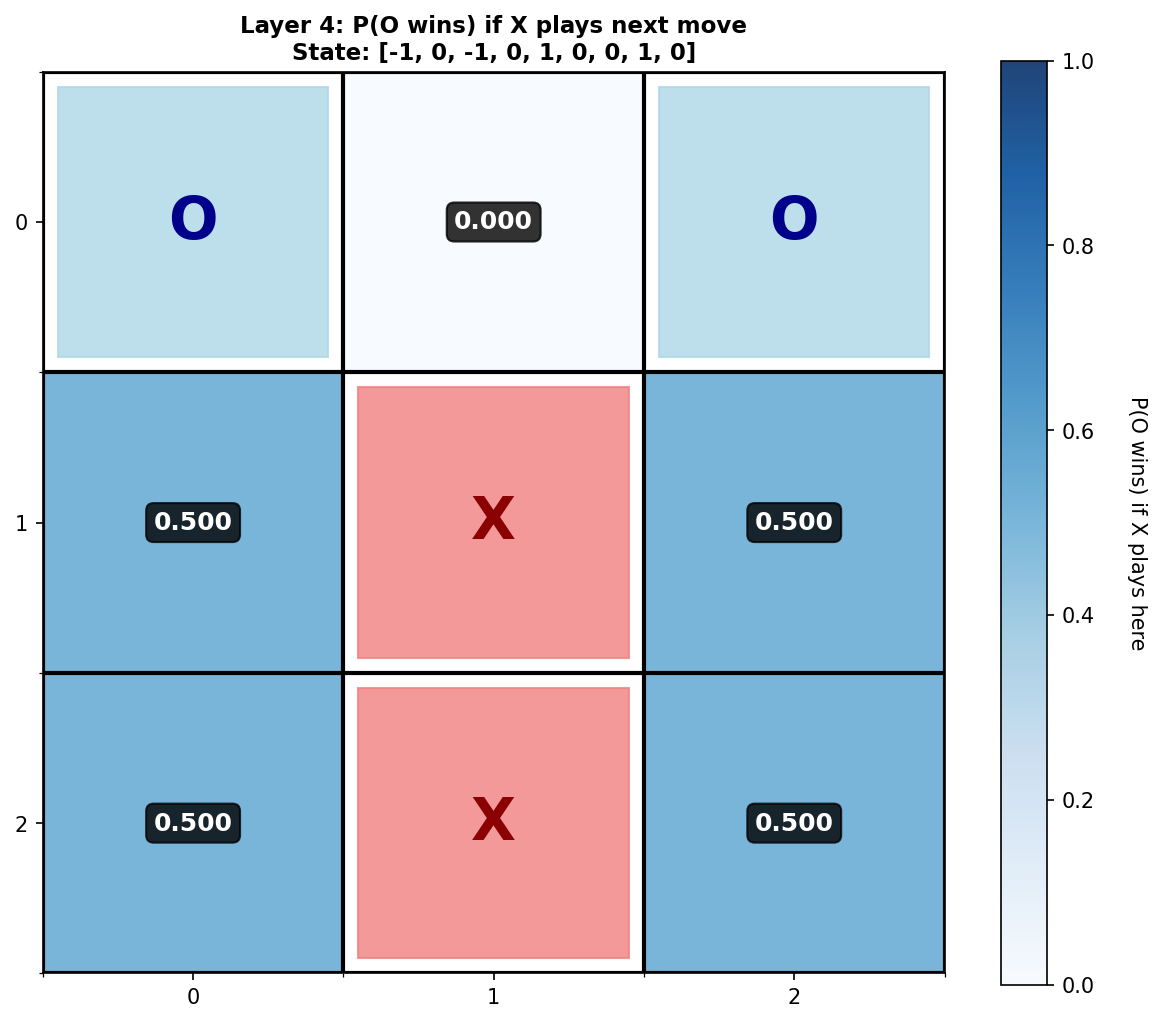 Layer 4: P(O wins) if X plays next move
State: [-1, 0, -1, 0, 1, 0, 0, 1, 0]
0
O
0.000
O
1
0.500
X
0.500
2
0.500
X
0.500
0
1
2
1.0
0.8
0.6
0.4
0.2
0.0
P(O wins) if X plays here